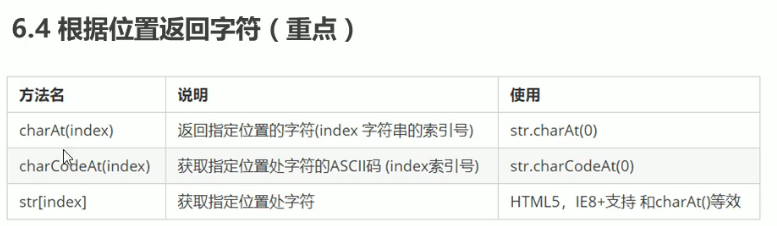 6.4 根据位置返回字符（重点）
方法名 说明 使用
charAt(index) 返回指定位置的字符(index 字符串的索引号) str.charAt(0)
charCodeAt(index) 获取指定位置处字符的ASCII码 (index索引号) str.charCodeAt(0)
str[index] 获取指定位置处字符 HTML5，IE8+支持 和charAt()等效